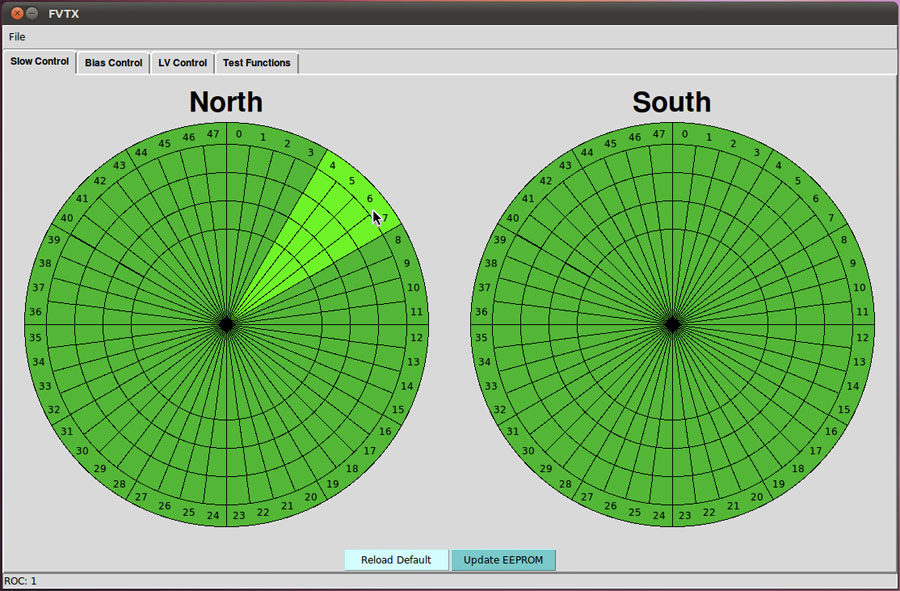 FVTX
File
Slow Control Bias Control LV Control Test Functions
North South
47 0 47 0
46 1 46 1
45 2 45 2
44 3 44 3
43 4 43 4
42 5 42 5
41 6 41 6
40 7 40 7
39 8 39 8
38 9 38 9
37 10 37 10
36 11 36 11
35 12 35 12
34 13 34 13
33 14 33 14
32 15 32 15
31 16 31 16
30 17 30 17
29 18 29 18
28 19 28 19
27 20 27 20
26 21 26 21
25 22 25 22
24 23 24 23
Reload Default Update EEPROM
ROC: 1